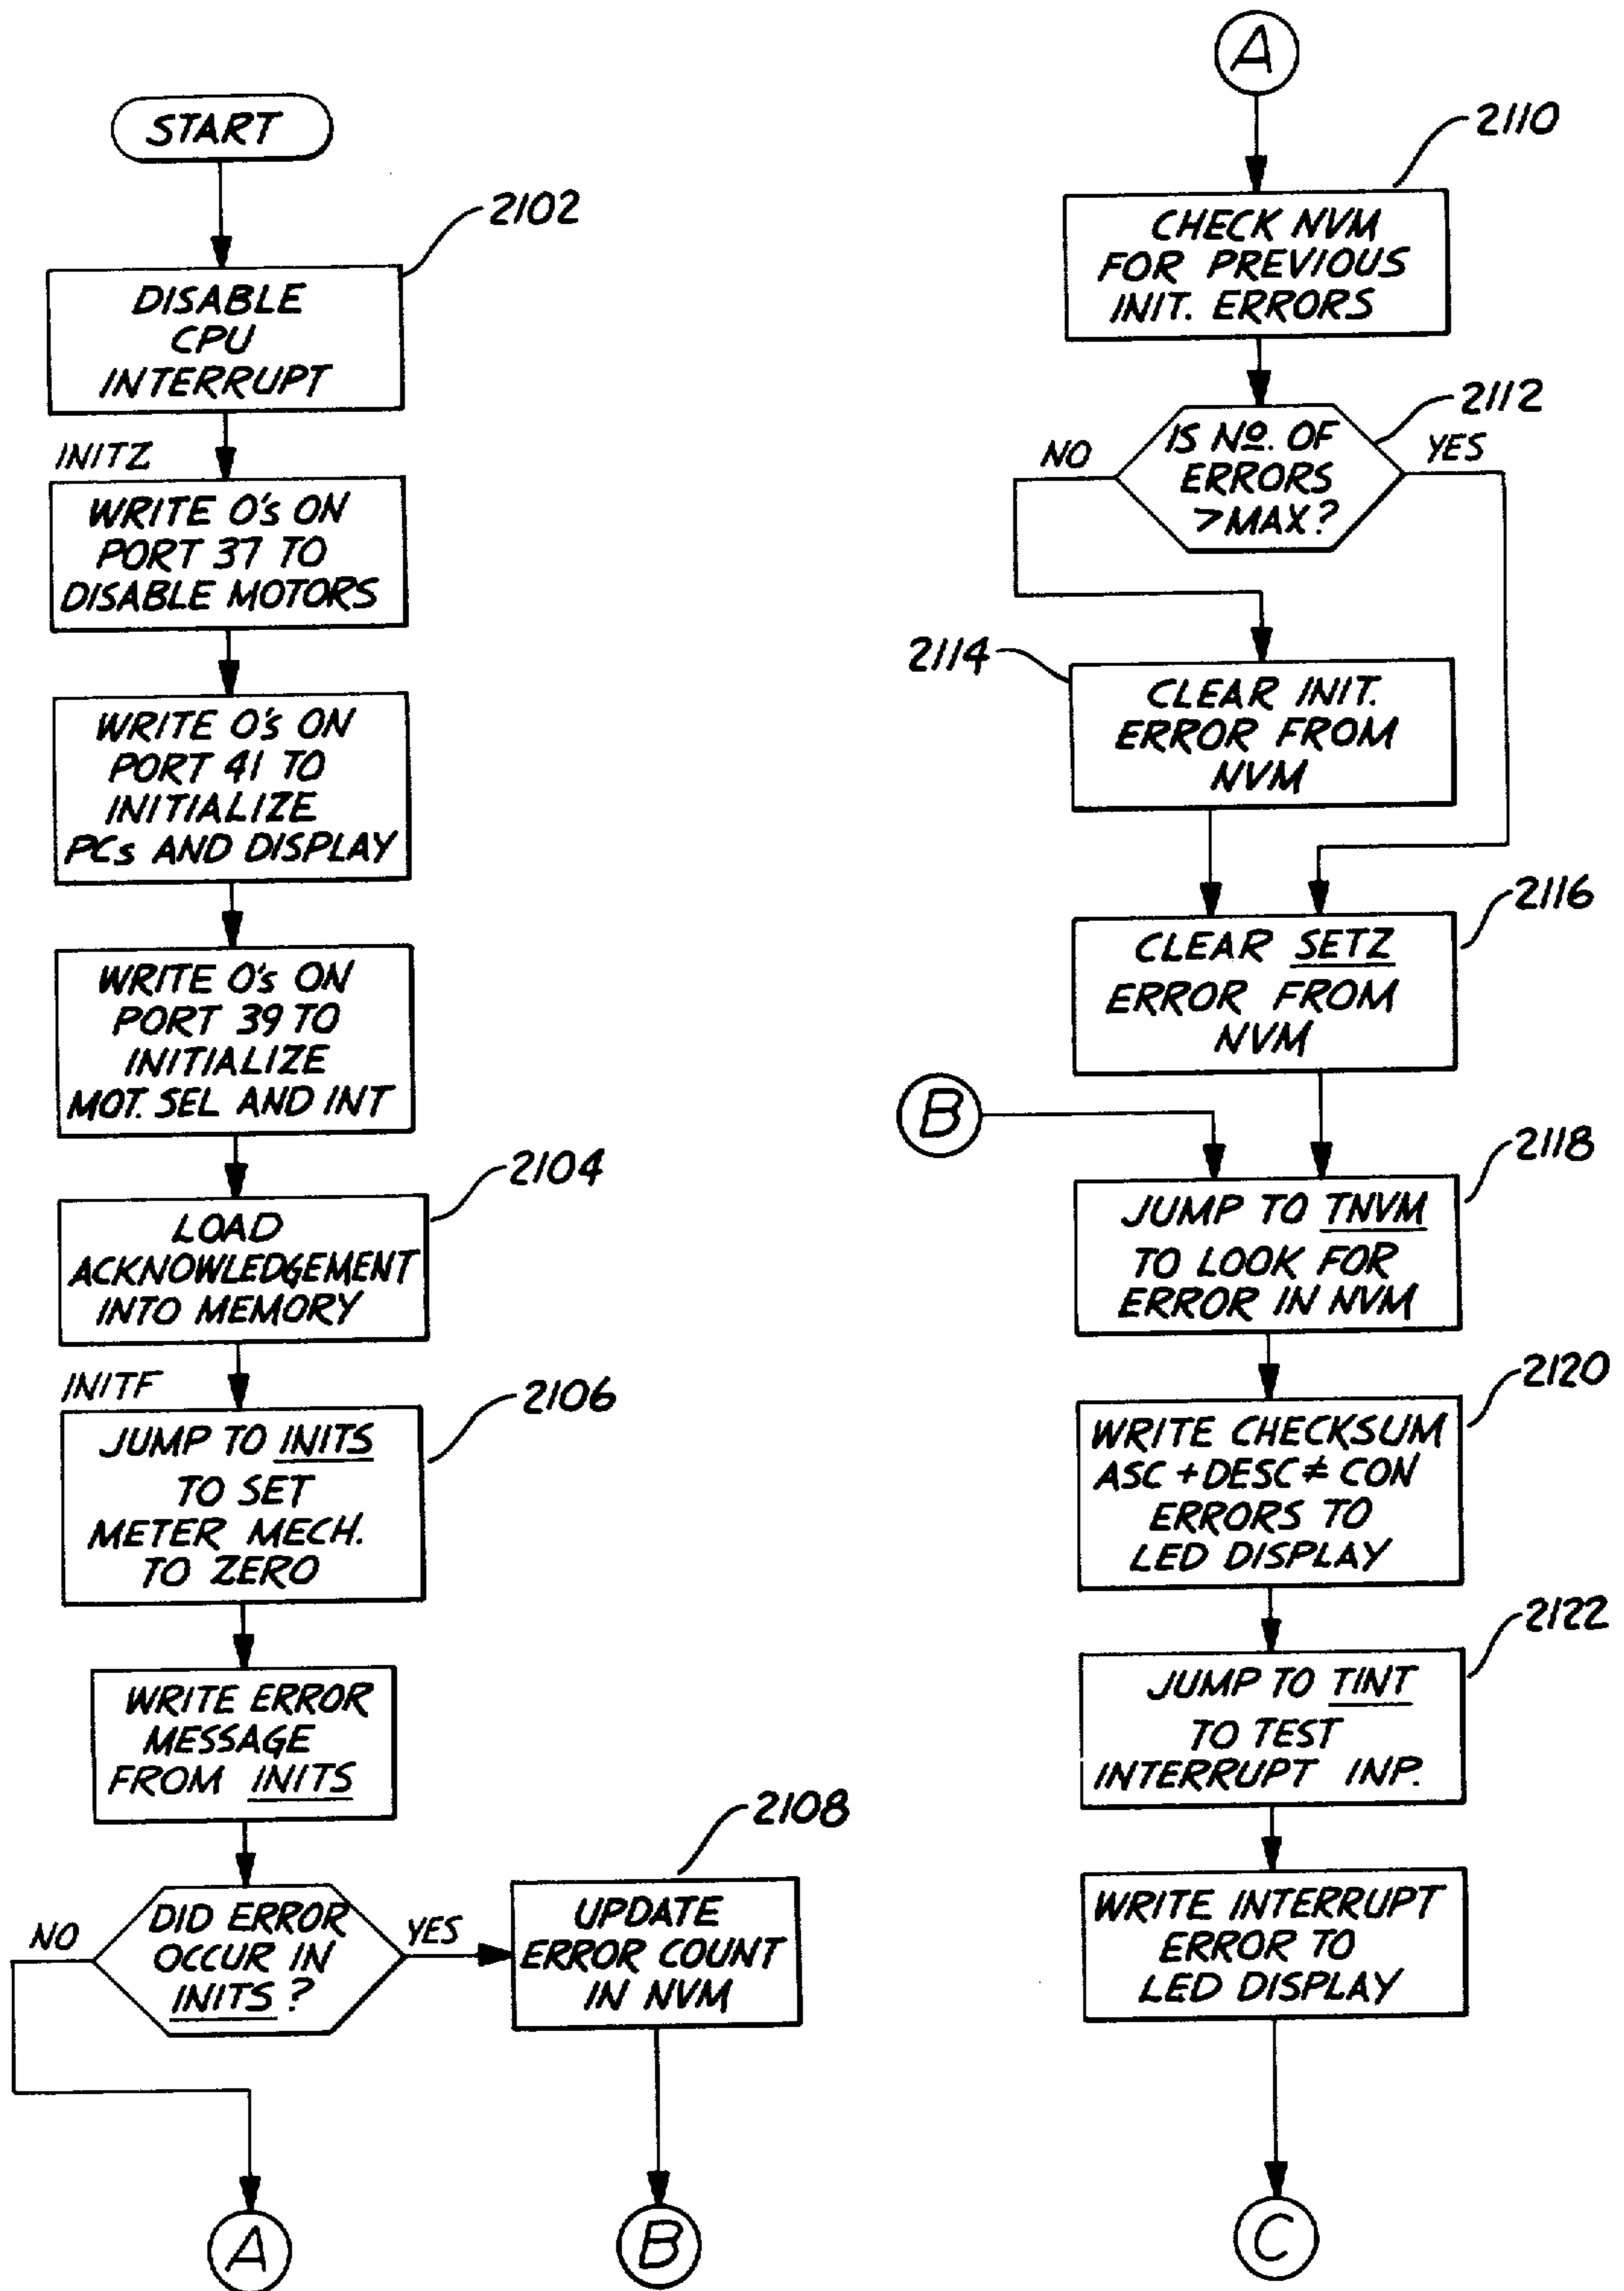 START
2102
DISABLE
CPU
INTERRUPT
INITZ
WRITE O's ON
PORT 37 TO
DISABLE MOTORS
WRITE O's ON
PORT 41 TO
INITIALIZE
PCs AND DISPLAY
WRITE O's ON
PORT 39 TO
INITIALIZE
MOT. SEL AND INT
2104
LOAD
ACKNOWLEDGEMENT
INTO MEMORY
INITF
2106
JUMP TO INITS
TO SET
METER MECH.
TO ZERO
WRITE ERROR
MESSAGE
FROM INITS
DID ERROR
OCCUR IN
INITS?
NO
YES
2108
UPDATE
ERROR COUNT
IN NVM
A
B
A
2110
CHECK NVM
FOR PREVIOUS
INIT. ERRORS
2112
IS Nº. OF
ERRORS
>MAX?
NO
YES
2114
CLEAR INIT.
ERROR FROM
NVM
2116
CLEAR SETZ
ERROR FROM
NVM
B
2118
JUMP TO TNVM
TO LOOK FOR
ERROR IN NVM
2120
WRITE CHECKSUM
ASC + DESC ≠ CON
ERRORS TO
LED DISPLAY
2122
JUMP TO TINT
TO TEST
INTERRUPT INP.
WRITE INTERRUPT
ERROR TO
LED DISPLAY
C